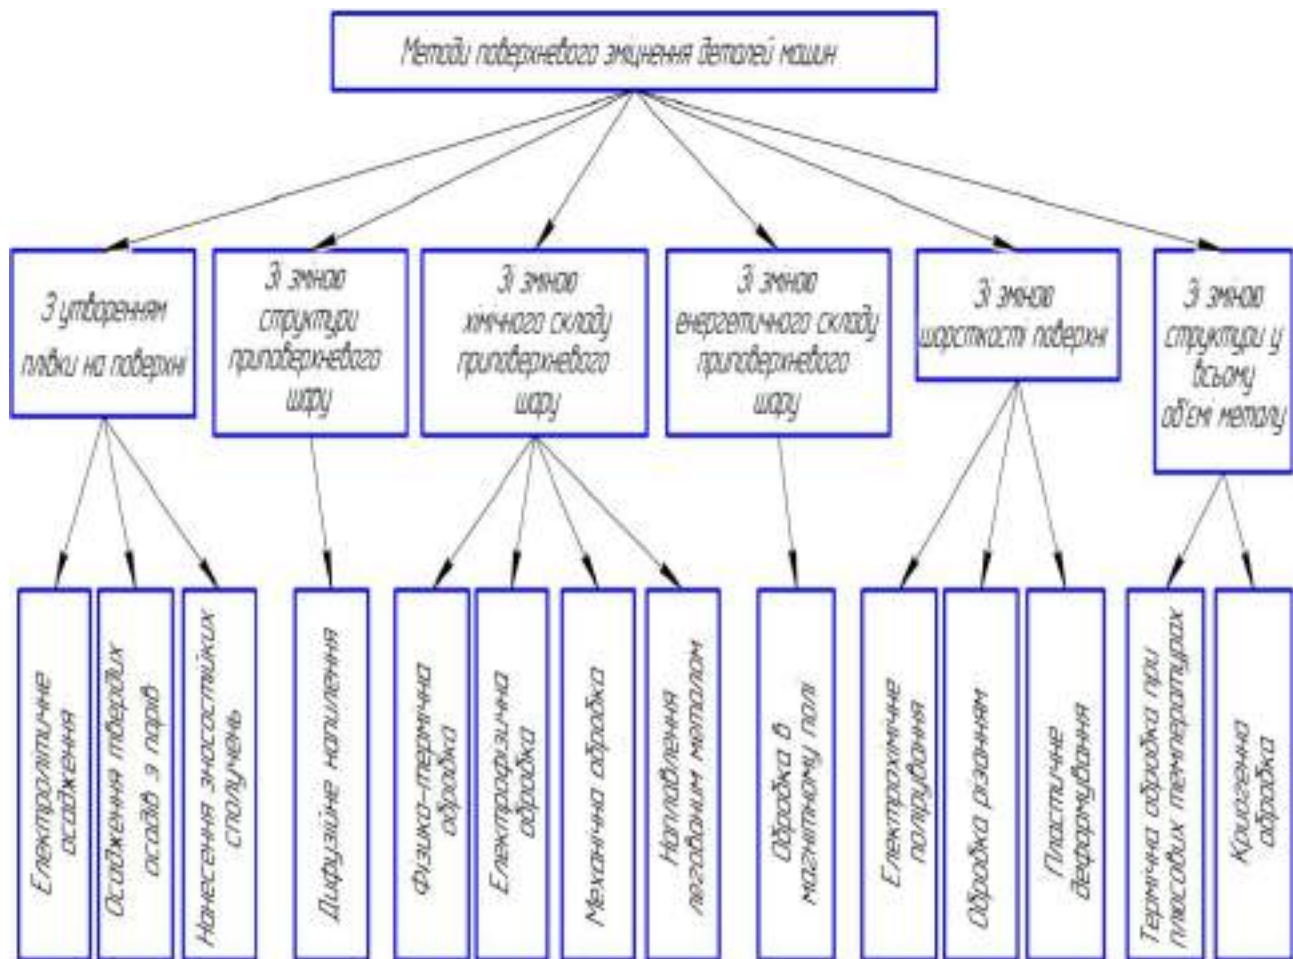 Методи поверхневого зміцнення деталей машин
З утворенням
плівки на поверхні
Зі зміною
структури
приповерхневого
шару
Зі зміною
хімічного складу
приповерхневого
шару
Зі зміною
енергетичного складу
приповерхневого
шару
Зі зміною
шорсткості поверхні
Зі зміною
структури у
всьому
об'ємі металу
Електролітичне
осадження
Осадження твердих
осадів з парів
Нанесення зносостійких
сполучень
Дифузійне напилення
Фізико-термічна
обробка
Електрофізична
обробка
Механічна обробка
Наплавлення
легованим металом
Обробка в
магнітному полі
Електрохімічне
полірування
Обробка різанням
Пластичне
деформування
Термічна обробка при
плюсових температурах
Криогенна
обробка